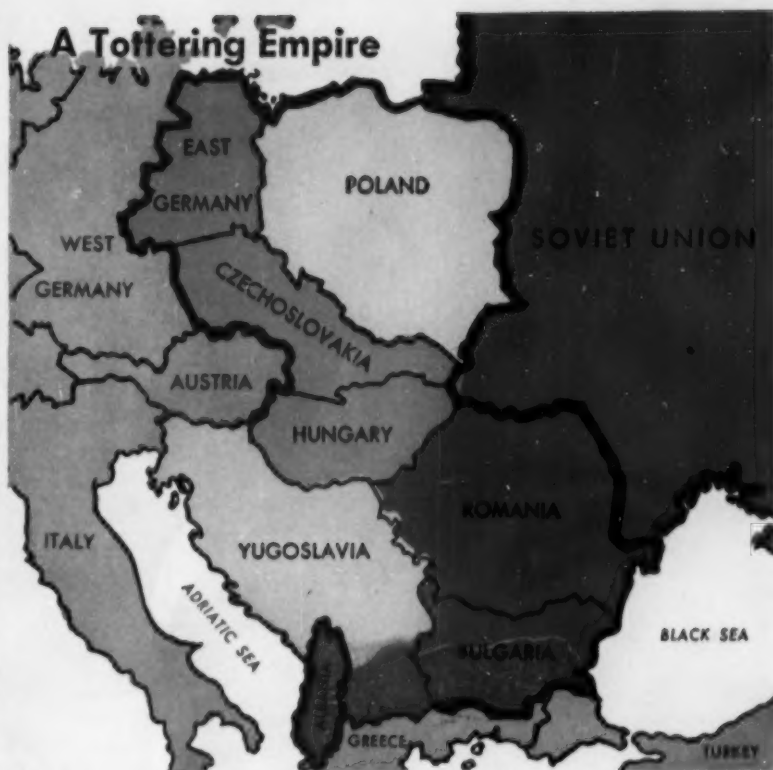 A Tottering Empire
EAST
GERMANY
POLAND
SOVIET UNION
WEST
GERMANY
CZECHOSLOVAKIA
AUSTRIA
HUNGARY
ROMANIA
ITALY
YUGOSLAVIA
ADRIATIC SEA
BLACK SEA
BULGARIA
ALBANIA
GREECE
TURKEY